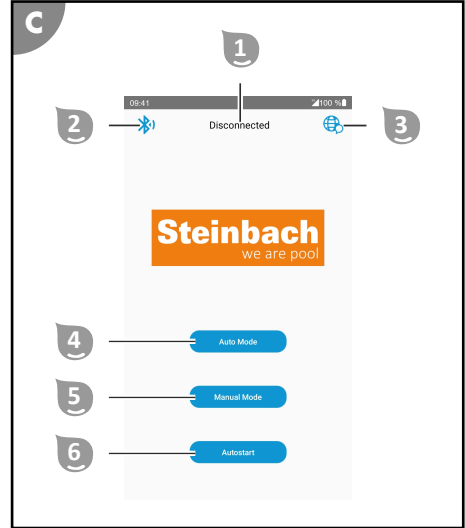 C
1
09:41 100 %
2 Disconnected 3
Steinbach
we are pool
4 Auto Mode
5 Manual Mode
6 Autostart